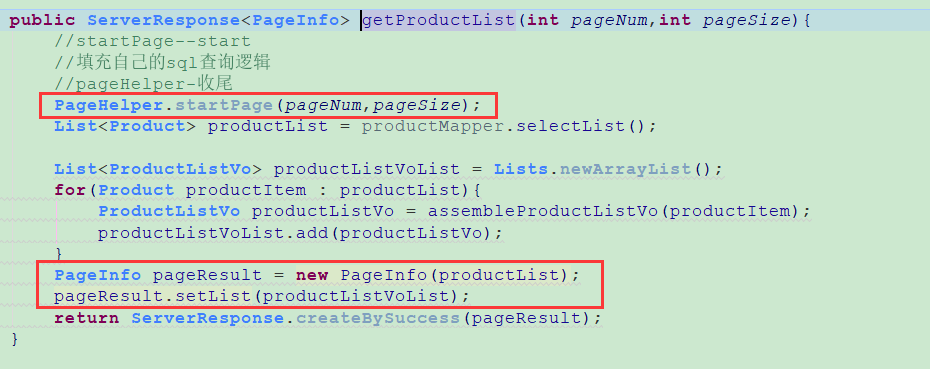 public ServerResponse<PageInfo> getProductList(int pageNum,int pageSize){
//startPage--start
//填充自己的sql查询逻辑
//pageHelper-收尾
PageHelper.startPage(pageNum,pageSize);
List<Product> productList = productMapper.selectList();
List<ProductListVo> productListVoList = Lists.newArrayList();
for(Product productItem : productList){
ProductListVo productListVo = assembleProductListVo(productItem);
productListVoList.add(productListVo);
}
PageInfo pageResult = new PageInfo(productList);
pageResult.setList(productListVoList);
return ServerResponse.createBySuccess(pageResult);
}